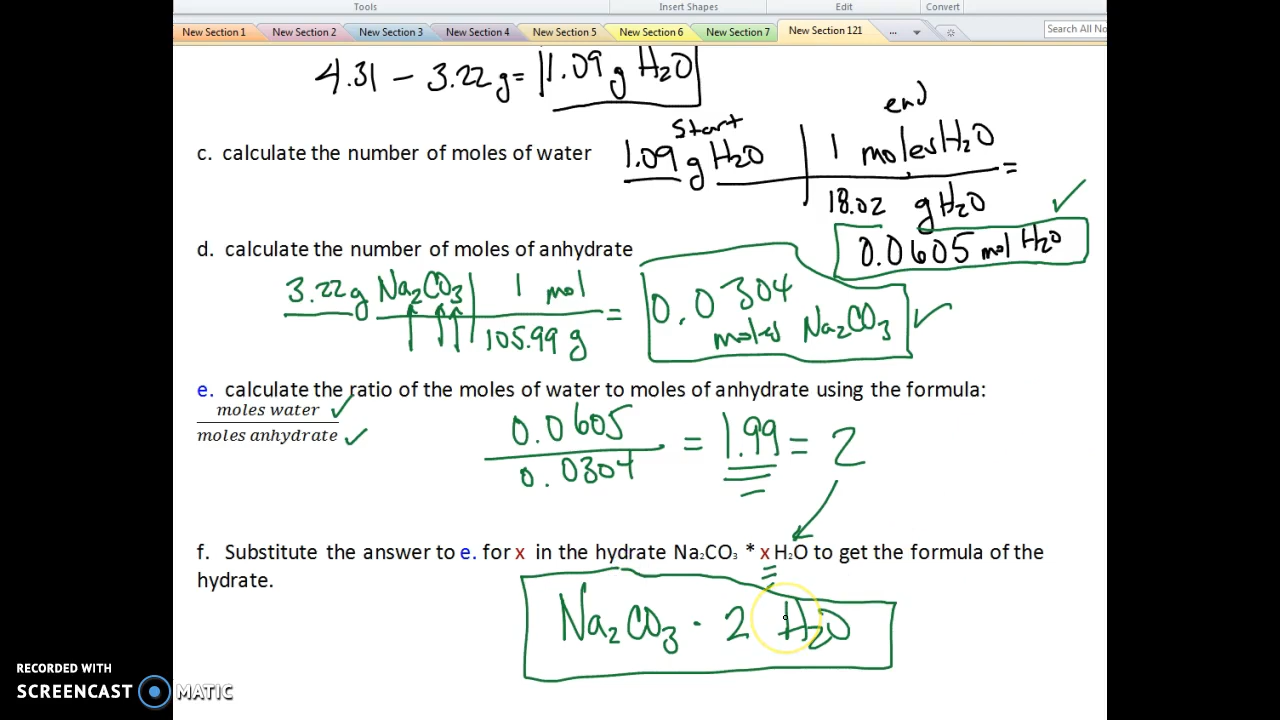 Tools Insert Shapes Edit Convert
New Section 1 New Section 2 New Section 3 New Section 4 New Section 5 New Section 6 New Section 7 New Section 121 ... Search All No
4.31 – 3.22g = 1.09 g H₂O
start end
c. calculate the number of moles of water 1.09 g H₂O 1 moles H₂O =
18.02 g H₂O
d. calculate the number of moles of anhydrate 0.0605 mol H₂O
3.22g Na₂CO₃ 1 mol = 0.0304
105.99 g moles Na₂CO₃
e. calculate the ratio of the moles of water to moles of anhydrate using the formula:
moles water 0.0605
= 1.99 = 2
moles anhydrate 0.0304
f. Substitute the answer to e. for x in the hydrate Na₂CO₃ * x H₂O to get the formula of the
hydrate.
Na₂CO₃ · 2 H₂O
RECORDED WITH
SCREENCAST MATIC